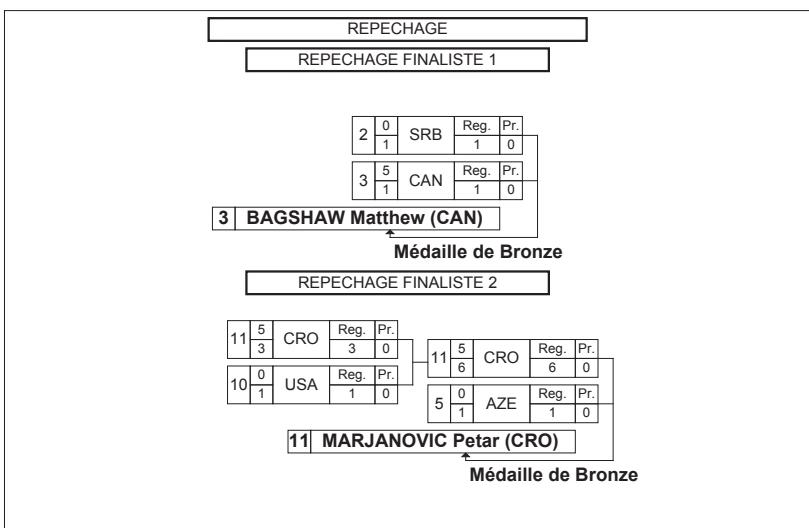 REPECHAGE
REPECHAGE FINALISTE 1
2 0 SRB Reg. Pr.
1 1 0
3 5 CAN Reg. Pr.
1 1 0
3 BAGSHAW Matthew (CAN)
Médaille de Bronze
REPECHAGE FINALISTE 2
11 5 CRO Reg. Pr.
3 3 0
10 0 USA Reg. Pr.
1 1 0
11 5 CRO Reg. Pr.
6 6 0
5 0 AZE Reg. Pr.
1 1 0
11 MARJANOVIC Petar (CRO)
Médaille de Bronze